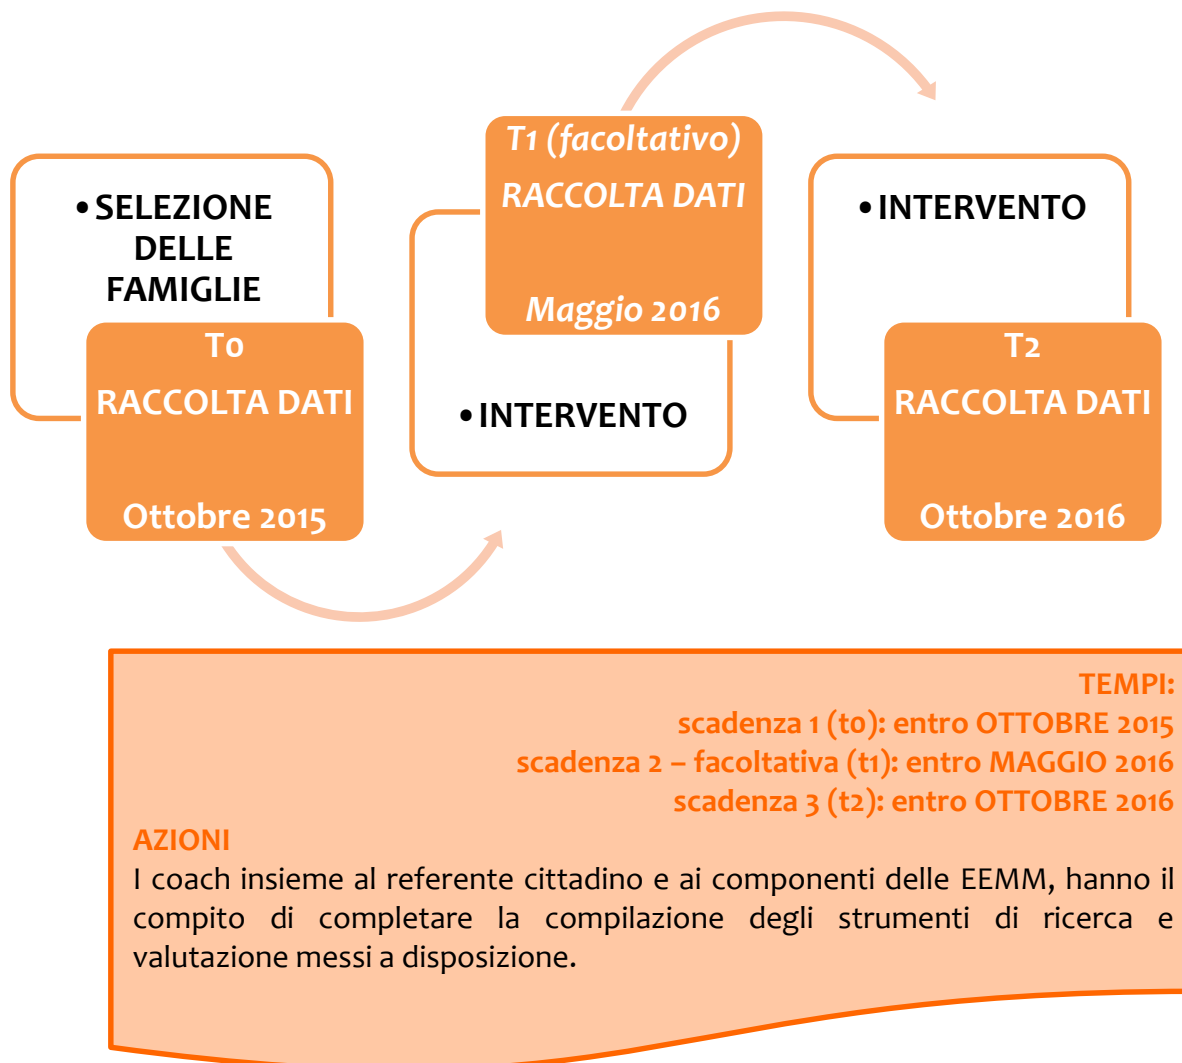 • SELEZIONE
DELLE
FAMIGLIE
T0
RACCOLTA DATI
Ottobre 2015
T1 (facoltativo)
RACCOLTA DATI
Maggio 2016
• INTERVENTO
• INTERVENTO
T2
RACCOLTA DATI
Ottobre 2016
TEMPI:
scadenza 1 (t0): entro OTTOBRE 2015
scadenza 2 – facoltativa (t1): entro MAGGIO 2016
scadenza 3 (t2): entro OTTOBRE 2016
AZIONI
I coach insieme al referente cittadino e ai componenti delle EEMM, hanno il
compito di completare la compilazione degli strumenti di ricerca e
valutazione messi a disposizione.